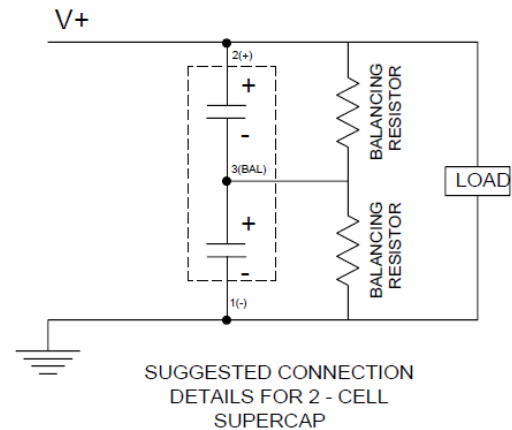 V+
2(+)
+
-
BALANCING
RESISTOR
3(BAL)
LOAD
+
-
BALANCING
RESISTOR
1(-)
SUGGESTED CONNECTION
DETAILS FOR 2 - CELL
SUPERCAP